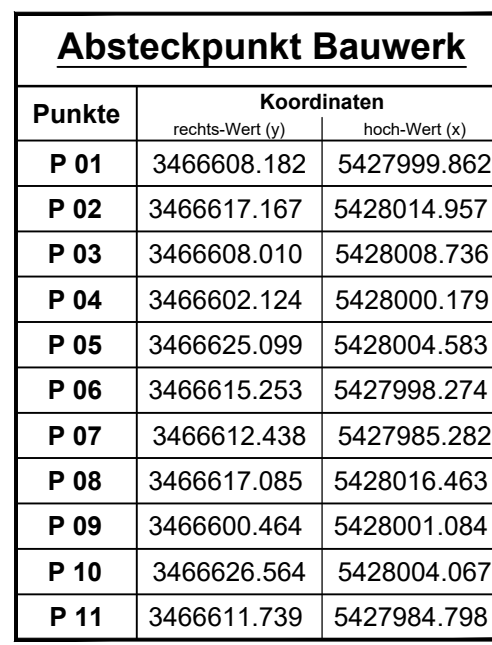 Absteckpunkt Bauwerk
Punkte Koordinaten
rechts-Wert (y) hoch-Wert (x)
P 01 3466608.182 5427999.862
P 02 3466617.167 5428014.957
P 03 3466608.010 5428008.736
P 04 3466602.124 5428000.179
P 05 3466625.099 5428004.583
P 06 3466615.253 5427998.274
P 07 3466612.438 5427985.282
P 08 3466617.085 5428016.463
P 09 3466600.464 5428001.084
P 10 3466626.564 5428004.067
P 11 3466611.739 5427984.798